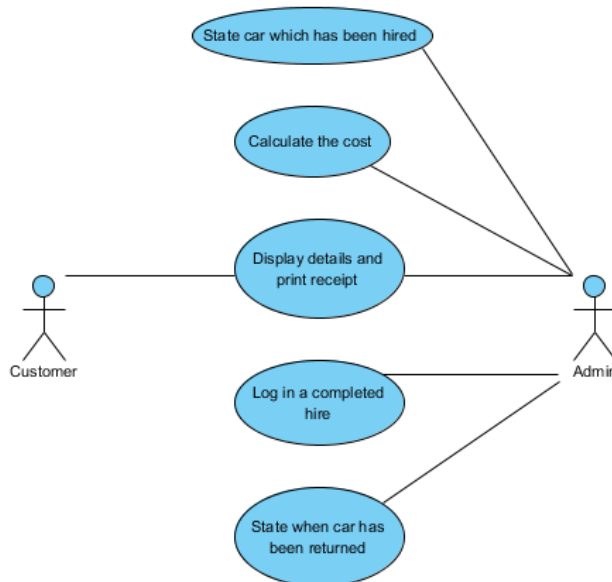 State car which has been hired
Calculate the cost
Display details and
print receipt
Customer
Admin
Log in a completed
hire
State when car has
been returned